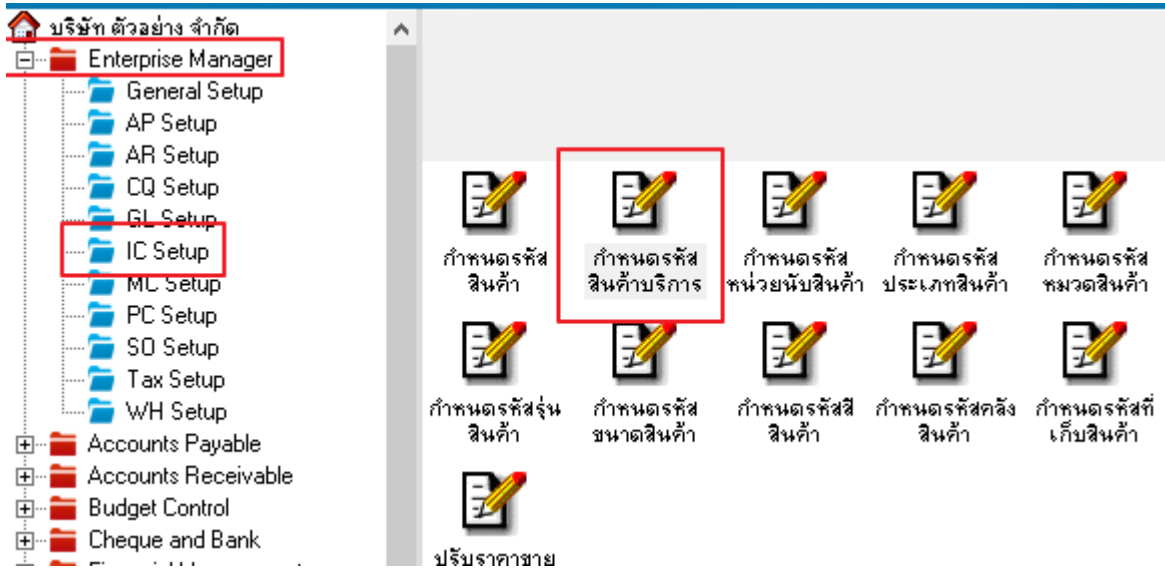 บริษัท ตัวอย่าง จำกัด
Enterprise Manager
General Setup
AP Setup
AR Setup
CQ Setup
GL Setup
IC Setup
MC Setup
PC Setup
SO Setup
Tax Setup
WH Setup
Accounts Payable
Accounts Receivable
Budget Control
Cheque and Bank
กำหนดรหัส
สินค้า
กำหนดรหัส
สินค้าบริการ
กำหนดรหัส
หน่วยนับสินค้า
กำหนดรหัส
ประเภทสินค้า
กำหนดรหัส
หมวดสินค้า
กำหนดรหัสรุ่น
สินค้า
กำหนดรหัส
ขนาดสินค้า
กำหนดรหัสสี
สินค้า
กำหนดรหัสคลัง
สินค้า
กำหนดรหัสที่
เก็บสินค้า
ปรับราคาขาย